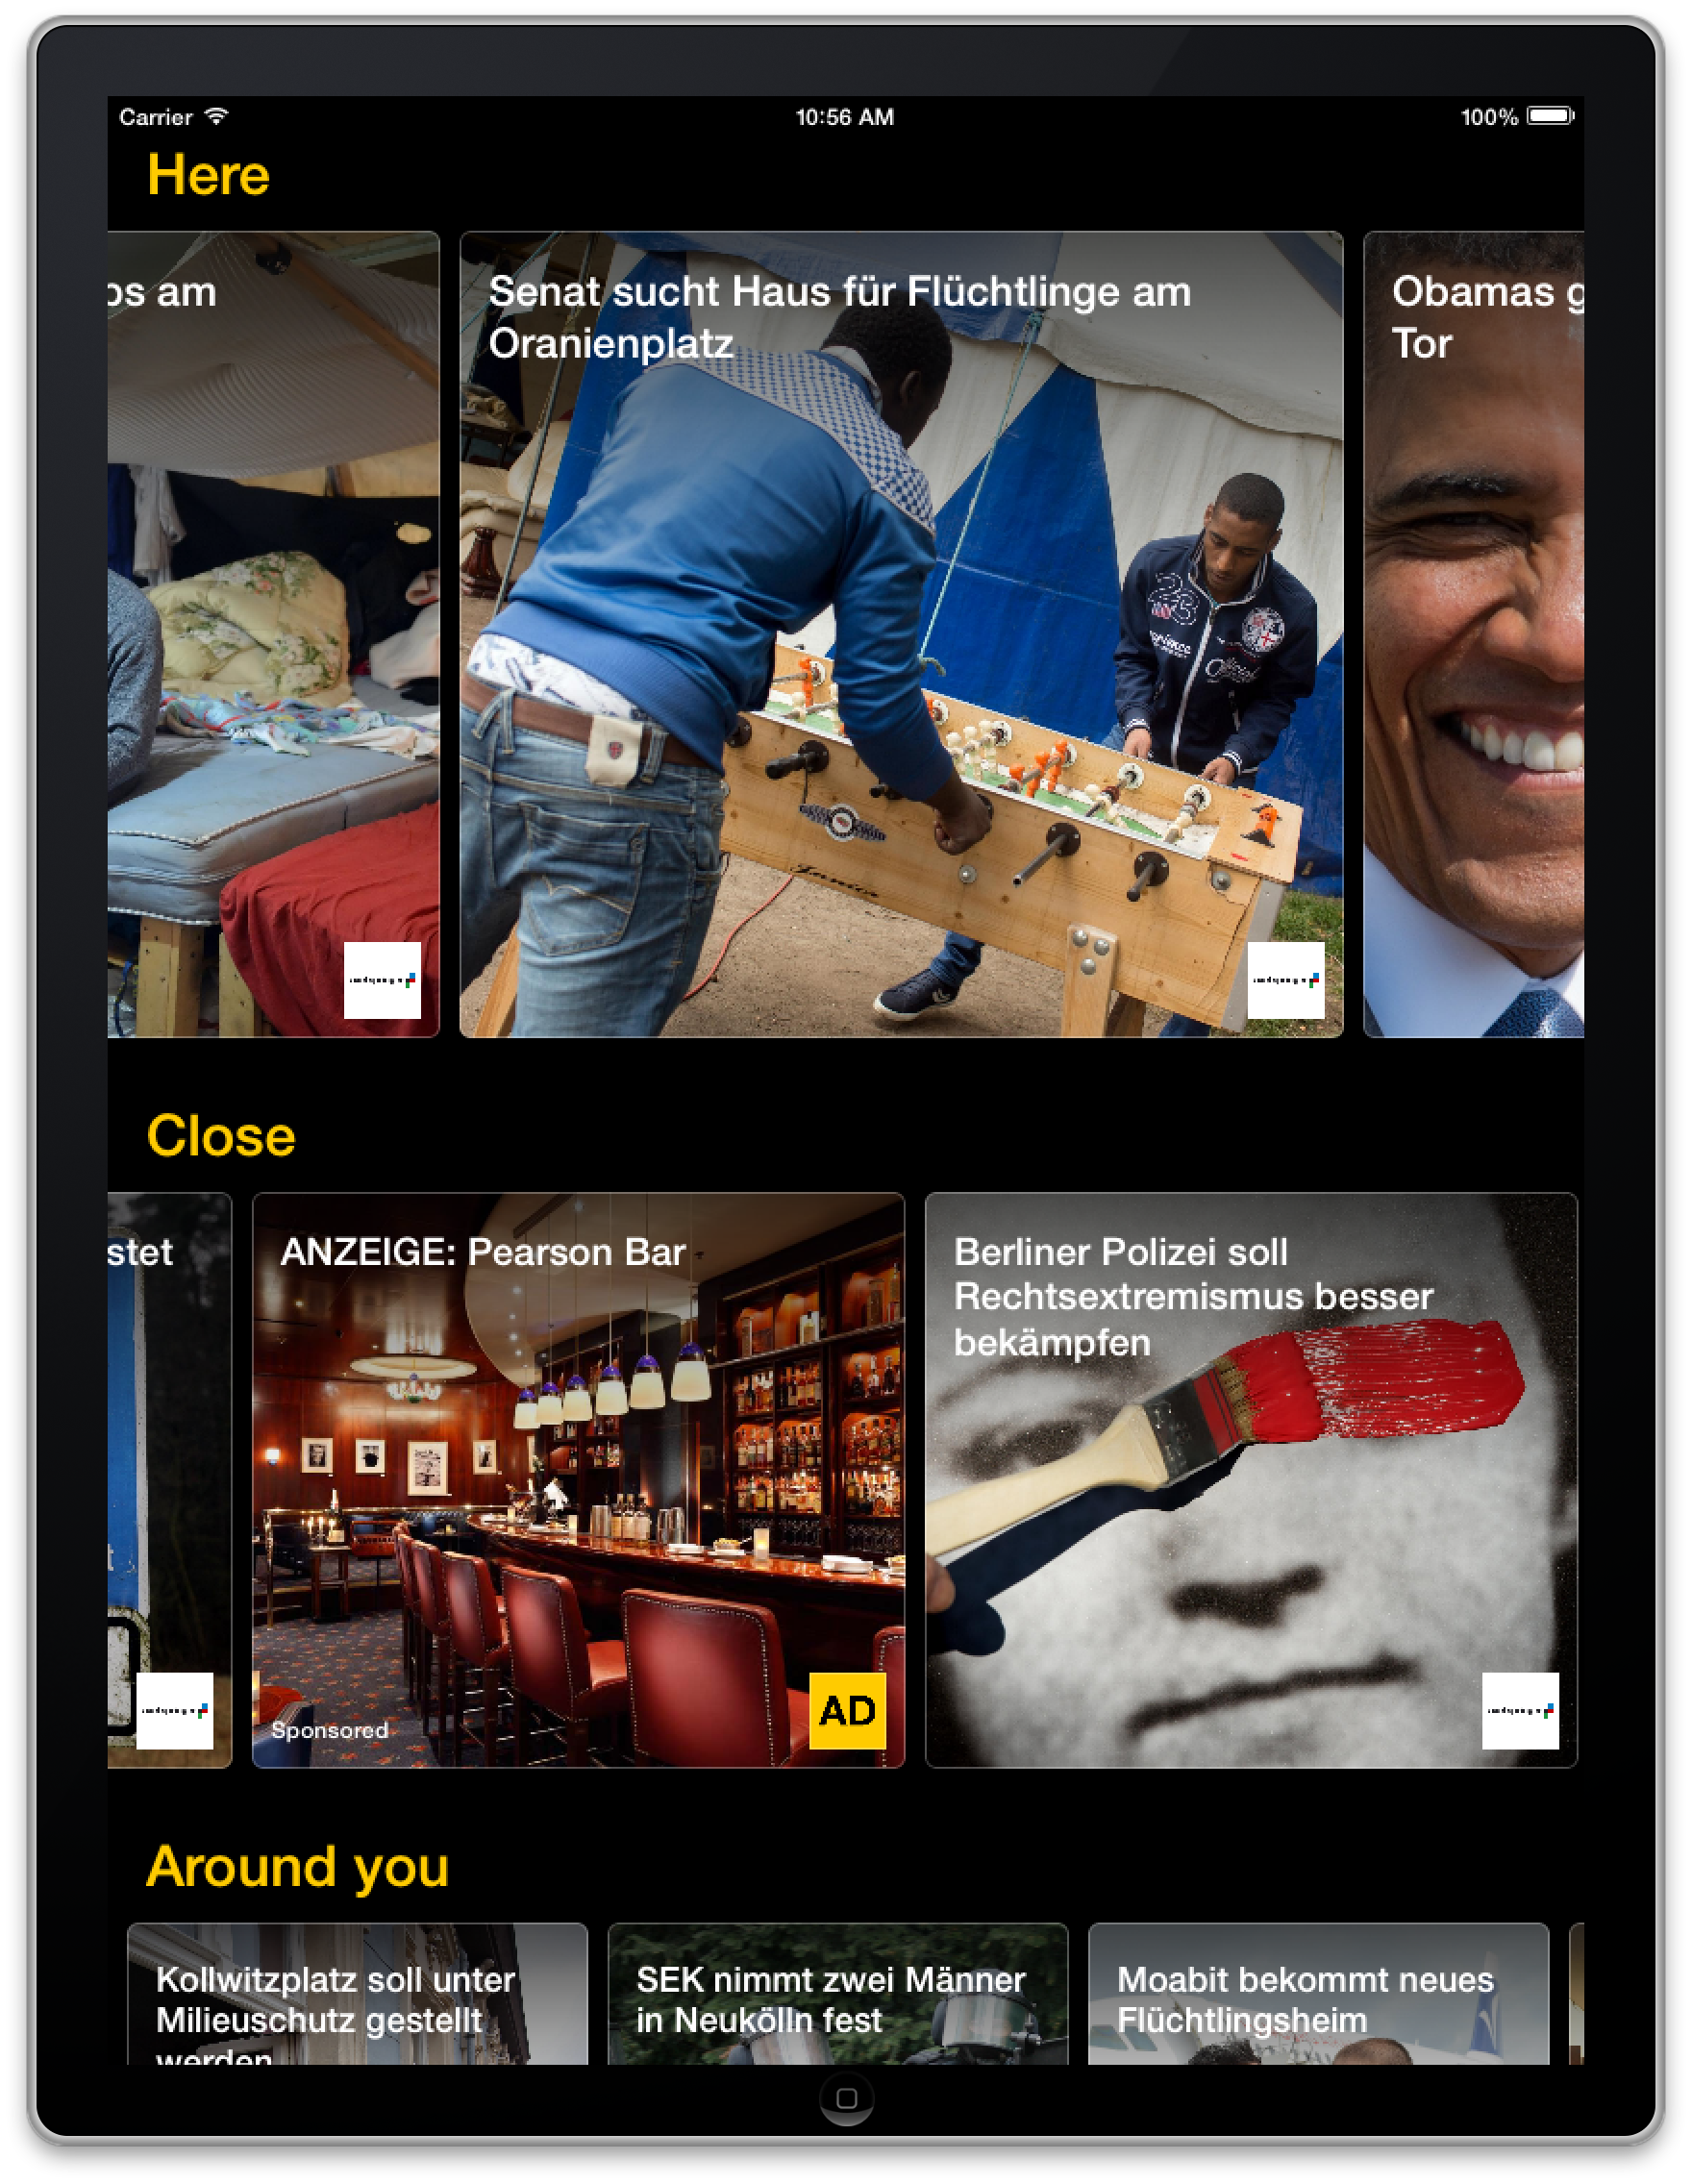 Carrier
10:56 AM
100%
Here
os am
Senat sucht Haus für Flüchtlinge am
Oranienplatz
Obamas g
Tor
Close
stet
ANZEIGE: Pearson Bar
Sponsored
AD
Berliner Polizei soll
Rechtsextremismus besser
bekämpfen
Around you
Kollwitzplatz soll unter
Milieuschutz gestellt
werden
SEK nimmt zwei Männer
in Neukölln fest
Moabit bekommt neues
Flüchtlingsheim